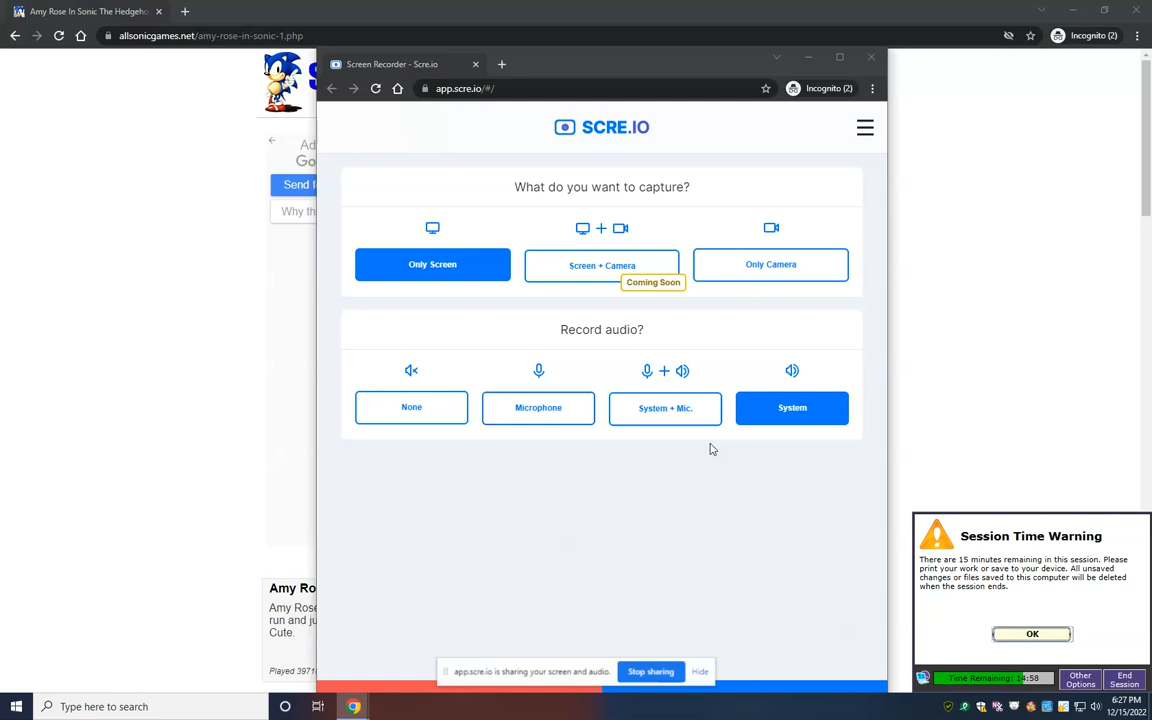 Amy Rose In Sonic The Hedgeho
allsonicgames.net/amy-rose-in-sonic-1.php
Incognito (2)
Screen Recorder - Scre.io
app.scre.io/#/
Incognito (2)
S
SCRE.IO
Ad
Go
Send f
Why th
What do you want to capture?
Only Screen
Screen + Camera
Only Camera
Coming Soon
Record audio?
None
Microphone
System + Mic.
System
Session Time Warning
There are 15 minutes remaining in this session. Please
print your work or save to your device. All unsaved
changes or files saved to this computer will be deleted
when the session ends.
OK
Amy Ro
Amy Rose
run and ju
Cute.
Played 3971
app.scre.io is sharing your screen and audio.
Stop sharing
Hide
Time Remaining: 14:58
Other
Options
End
Session
Type here to search
6:27 PM
12/15/2022